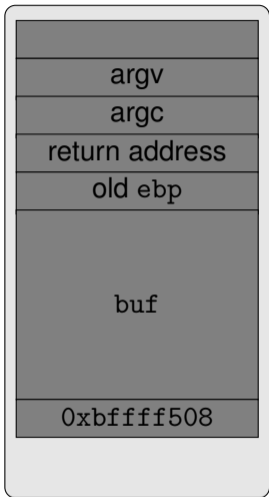 argv
argc
return address
old ebp
buf
0xbffff508